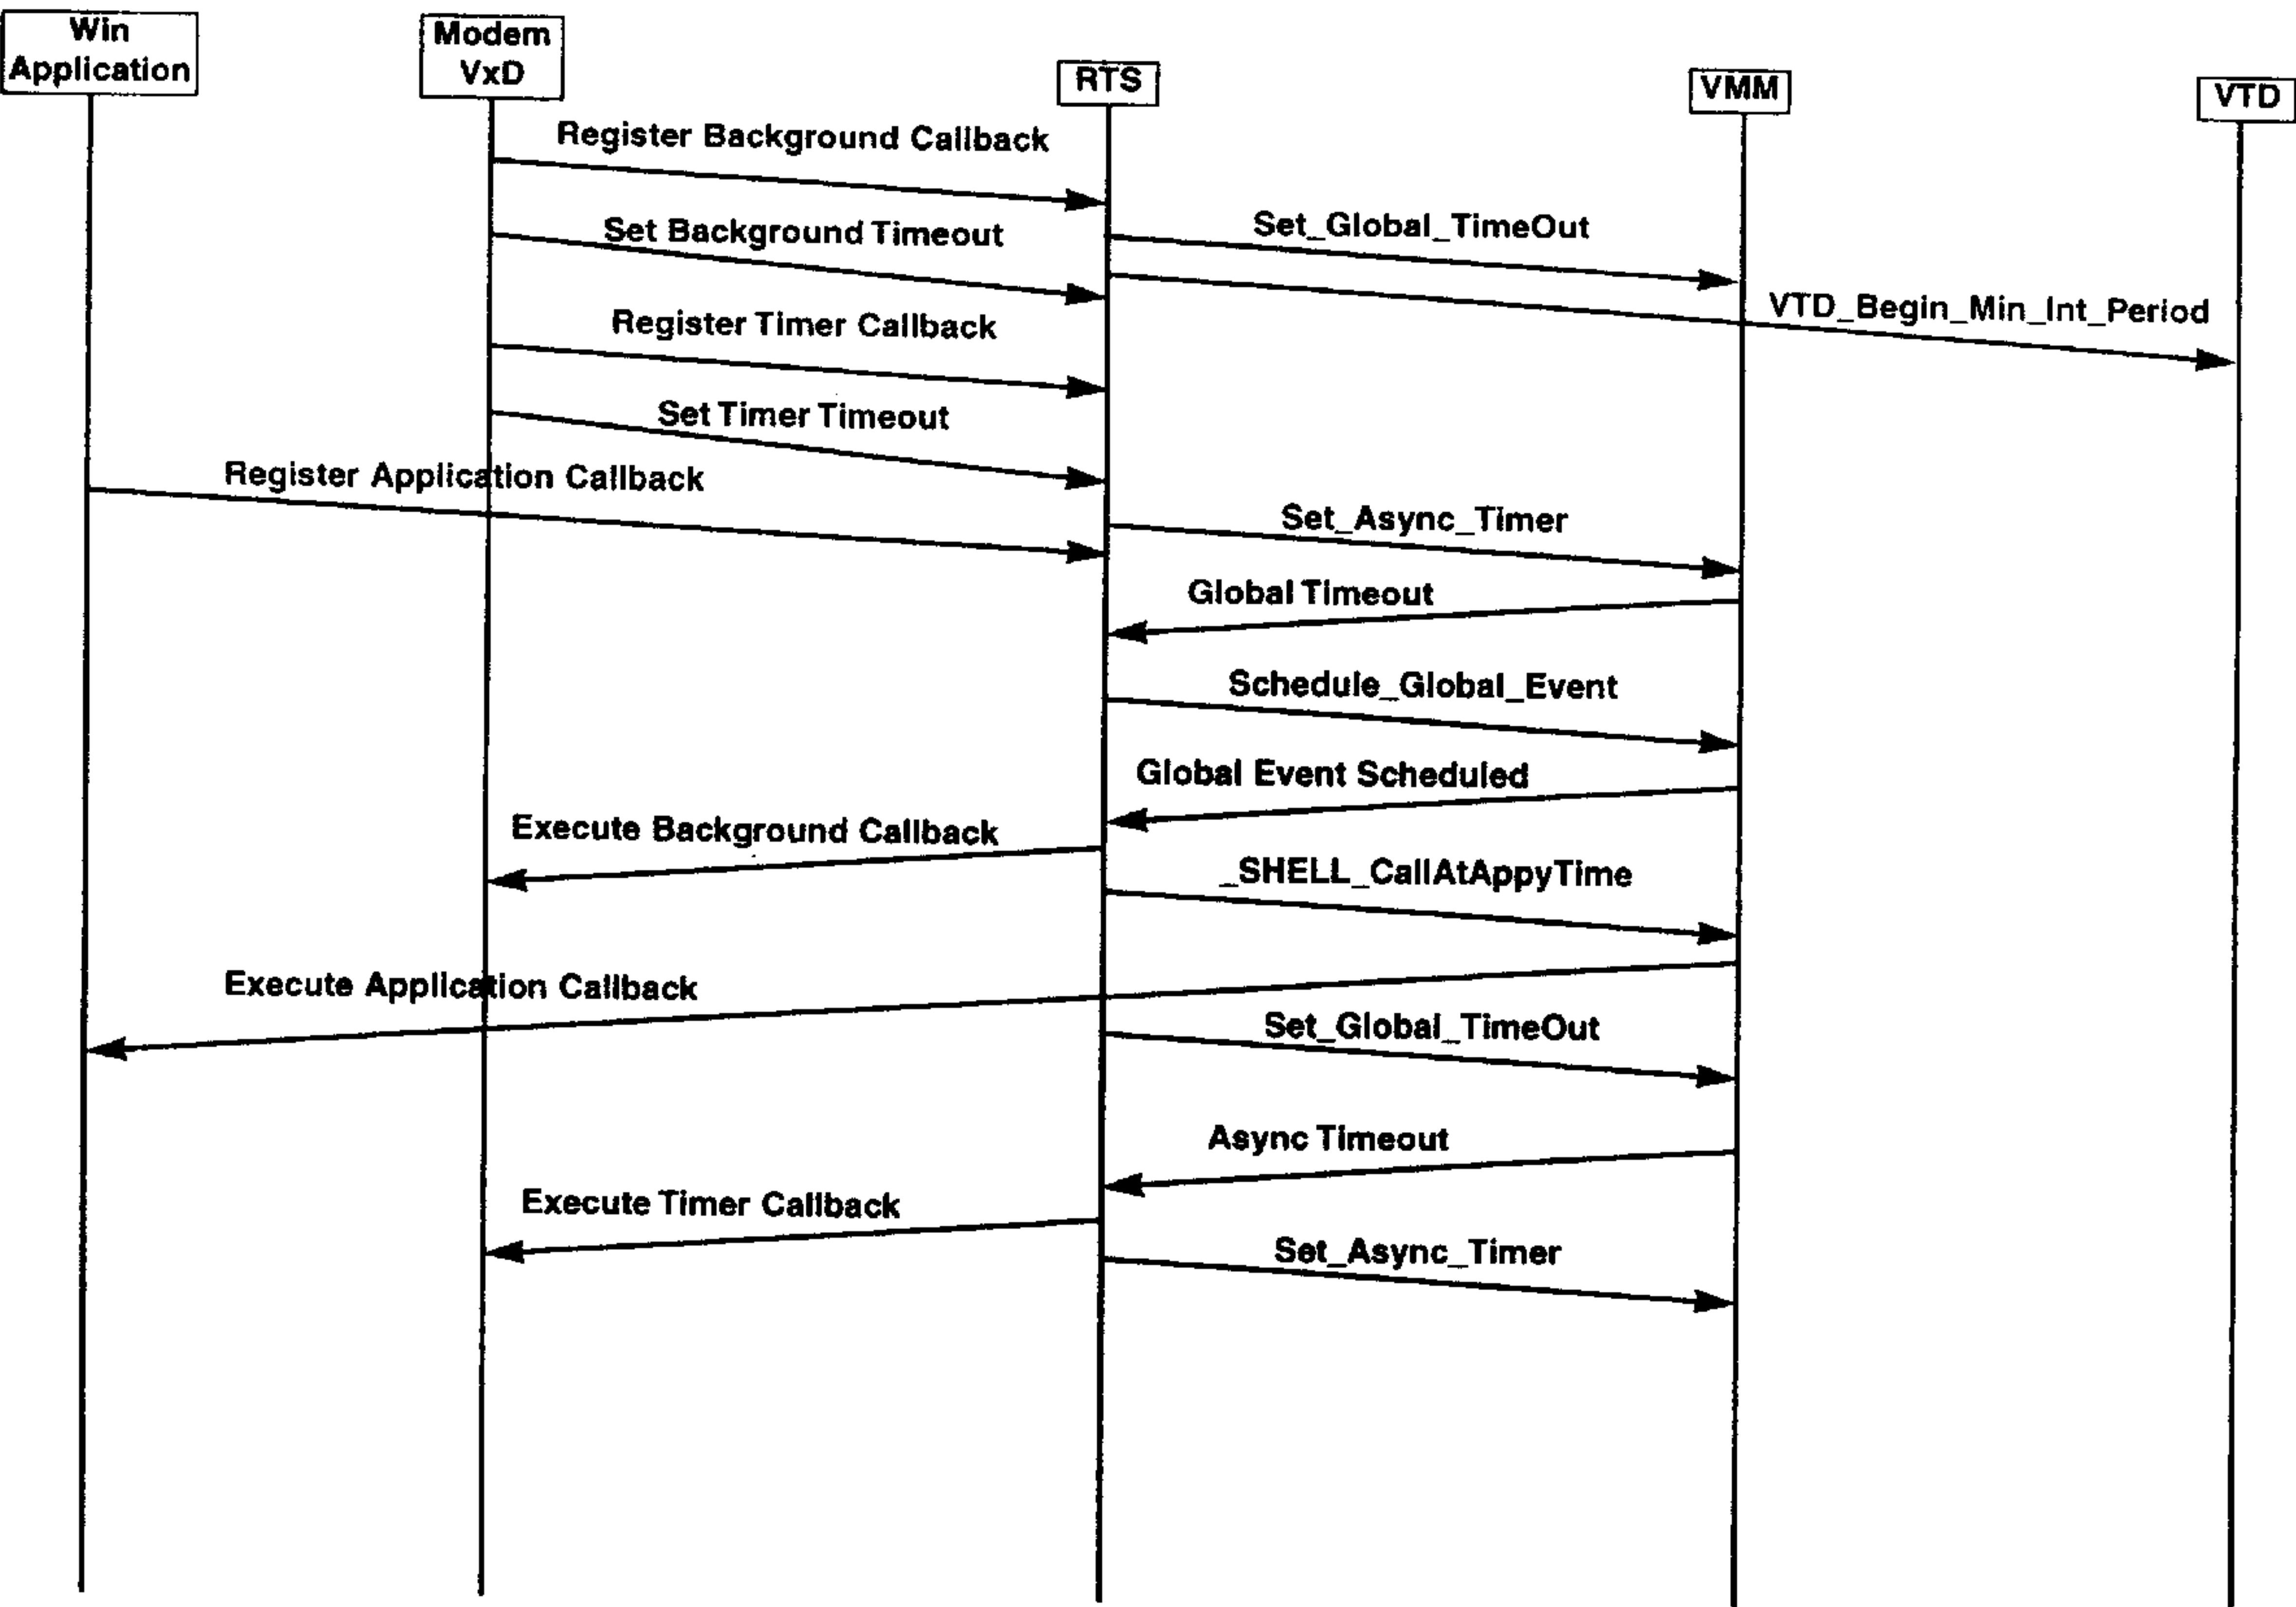 Win
Application
Modem
VxD
RTS
VMM
VTD
Register Background Callback
Set Background Timeout
Set_Global_TimeOut
VTD_Begin_Min_Int_Period
Register Timer Callback
Set Timer Timeout
Register Application Callback
Set_Async_Timer
Global Timeout
Schedule_Global_Event
Global Event Scheduled
Execute Background Callback
_SHELL_CallAtAppyTime
Execute Application Callback
Set_Global_TimeOut
Async Timeout
Execute Timer Callback
Set_Async_Timer